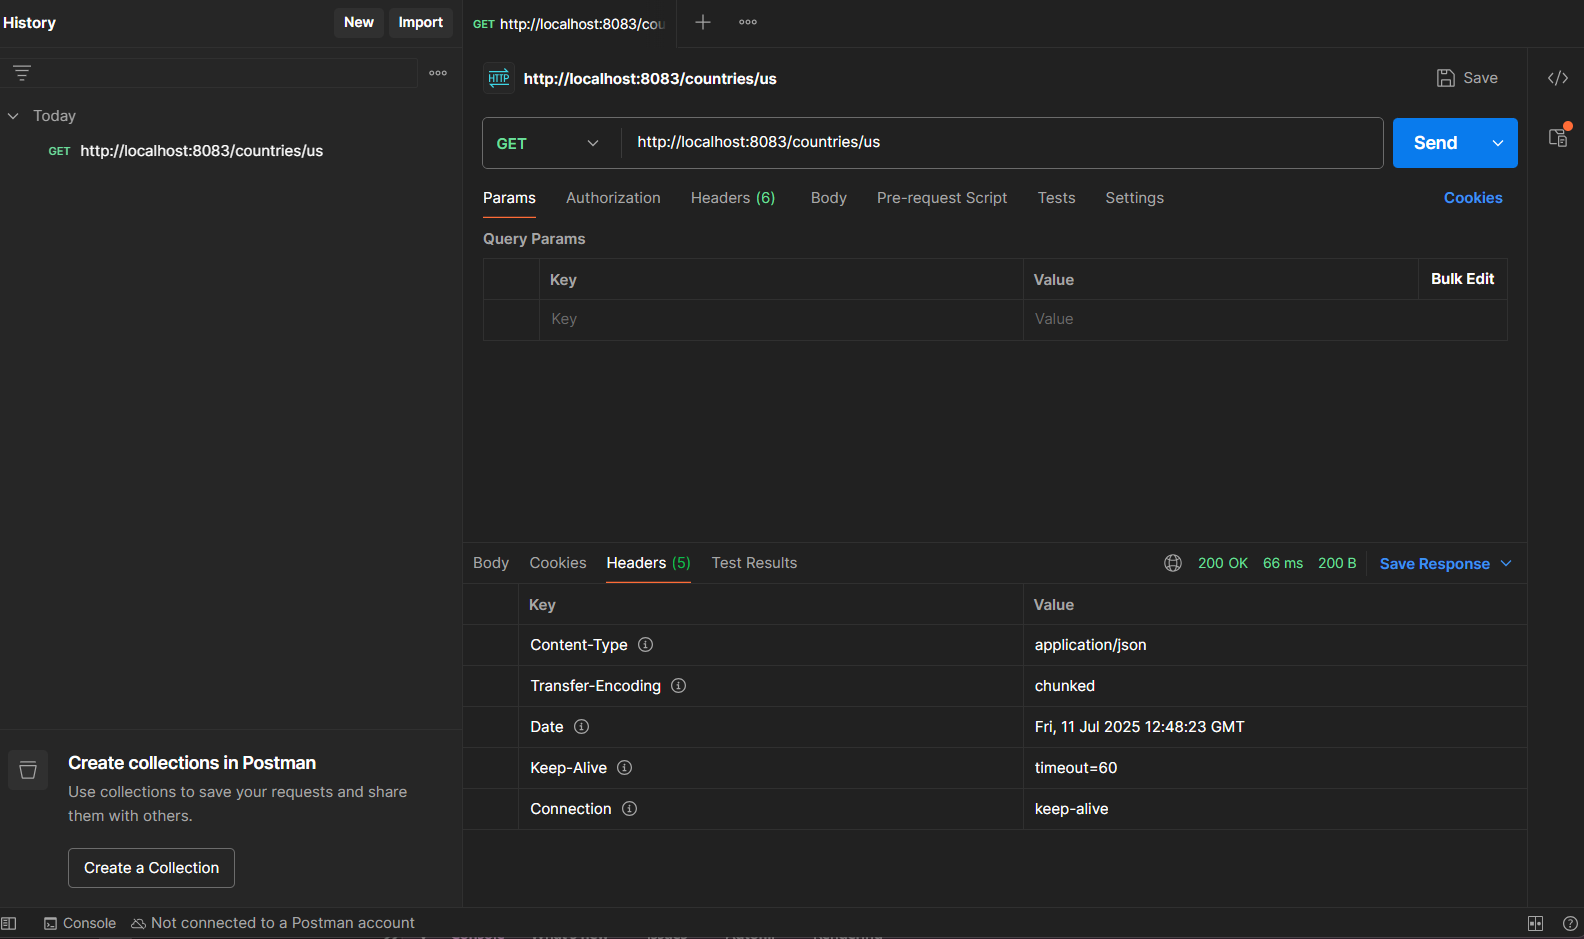 History
New
Import
GET http://localhost:8083/cou
HTTP http://localhost:8083/countries/us
Save
Today
GET http://localhost:8083/countries/us
GET http://localhost:8083/countries/us
Send
Params Authorization Headers (6) Body Pre-request Script Tests Settings Cookies
Query Params
Key Value Bulk Edit
Key Value
Body Cookies Headers (5) Test Results 200 OK 66 ms 200 B Save Response
Key Value
Content-Type application/json
Transfer-Encoding chunked
Date Fri, 11 Jul 2025 12:48:23 GMT
Keep-Alive timeout=60
Connection keep-alive
Create collections in Postman
Use collections to save your requests and share
them with others.
Create a Collection
Console Not connected to a Postman account